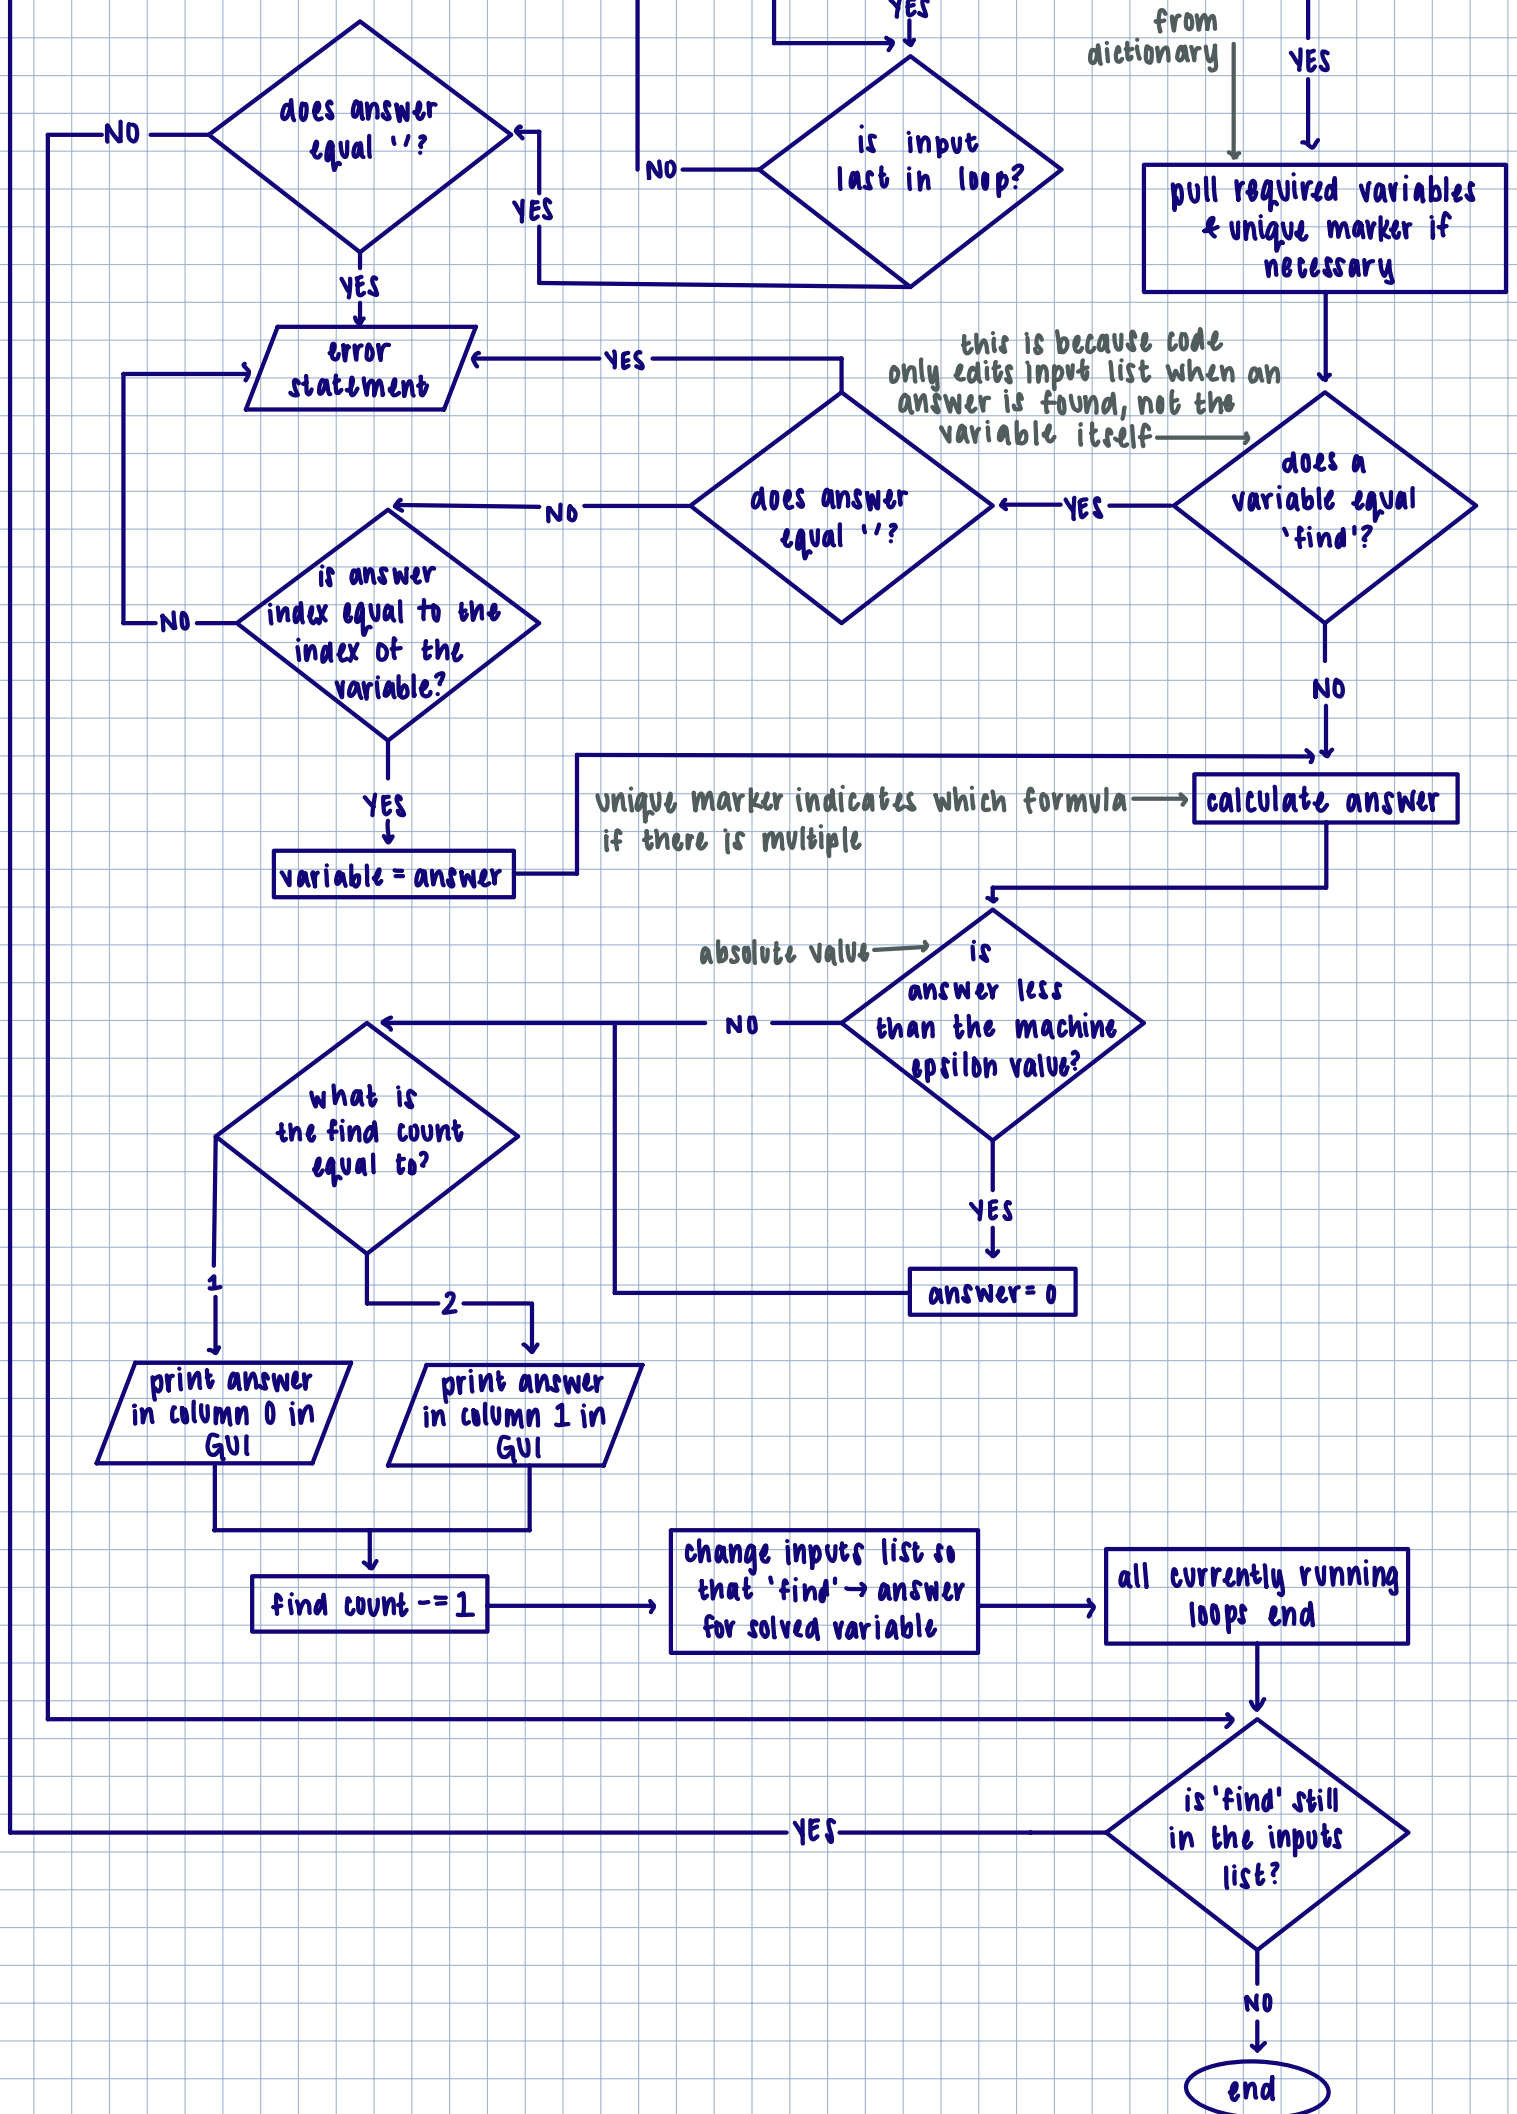 YES
from
dictionary
YES
does answer
equal ''?
NO
YES
is input
last in loop?
NO
YES
pull required variables
& unique marker if
necessary
error
statement
YES
this is because code
only edits input list when an
answer is found, not the
variable itself
does a
variable equal
'find'?
YES
does answer
equal ''?
NO
is answer
index equal to the
index of the
variable?
NO
NO
YES
variable = answer
unique marker indicates which formula
if there is multiple
calculate answer
absolute value
is
answer less
than the machine
epsilon value?
NO
what is
the find count
equal to?
YES
answer = 0
1
2
print answer
in column 0 in
GUI
print answer
in column 1 in
GUI
find count -= 1
change inputs list so
that 'find' → answer
for solved variable
all currently running
loops end
is 'find' still
in the inputs
list?
YES
NO
end